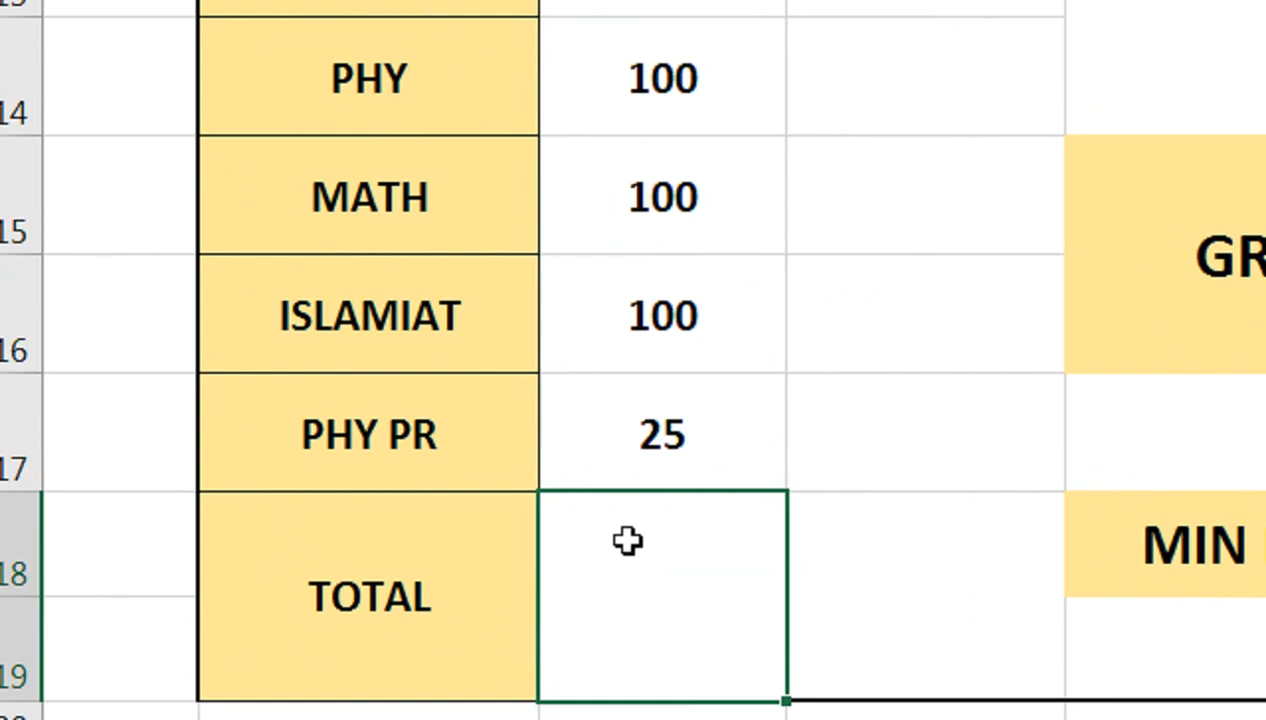 PHY 100
14
MATH 100
15
GR
ISLAMIAT 100
16
PHY PR 25
17
MIN
18
TOTAL
19